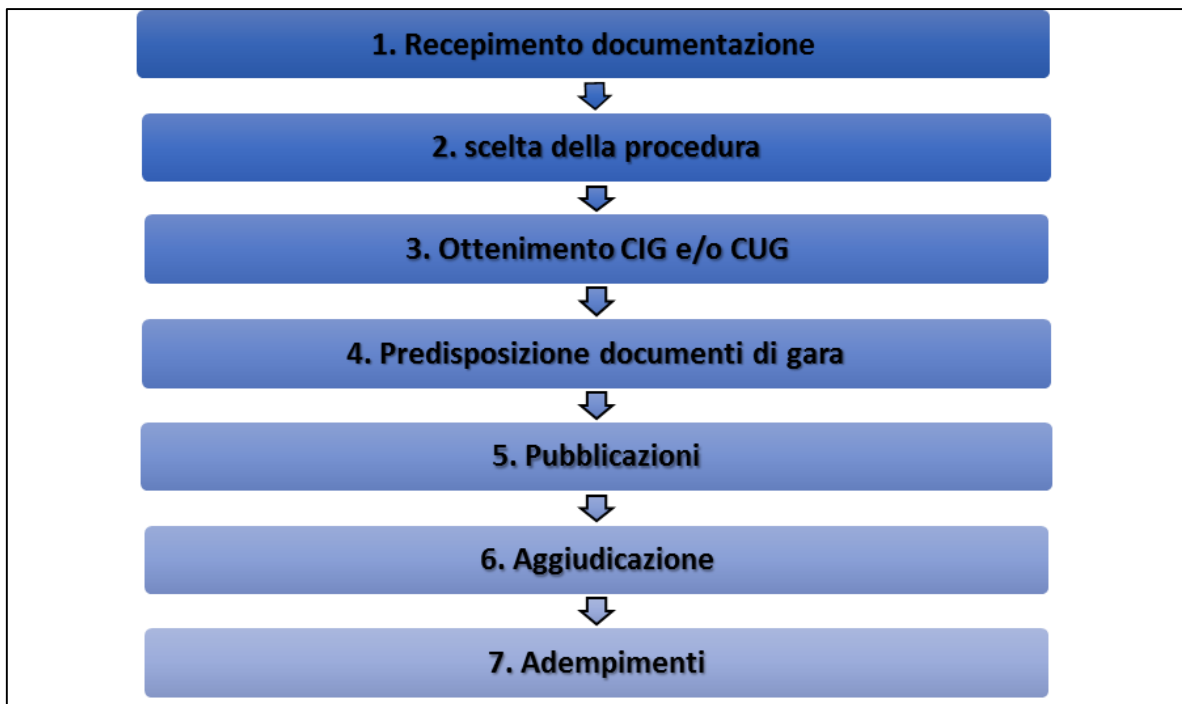 1. Recepimento documentazione
2. scelta della procedura
3. Ottenimento CIG e/o CUG
4. Predisposizione documenti di gara
5. Pubblicazioni
6. Aggiudicazione
7. Adempimenti